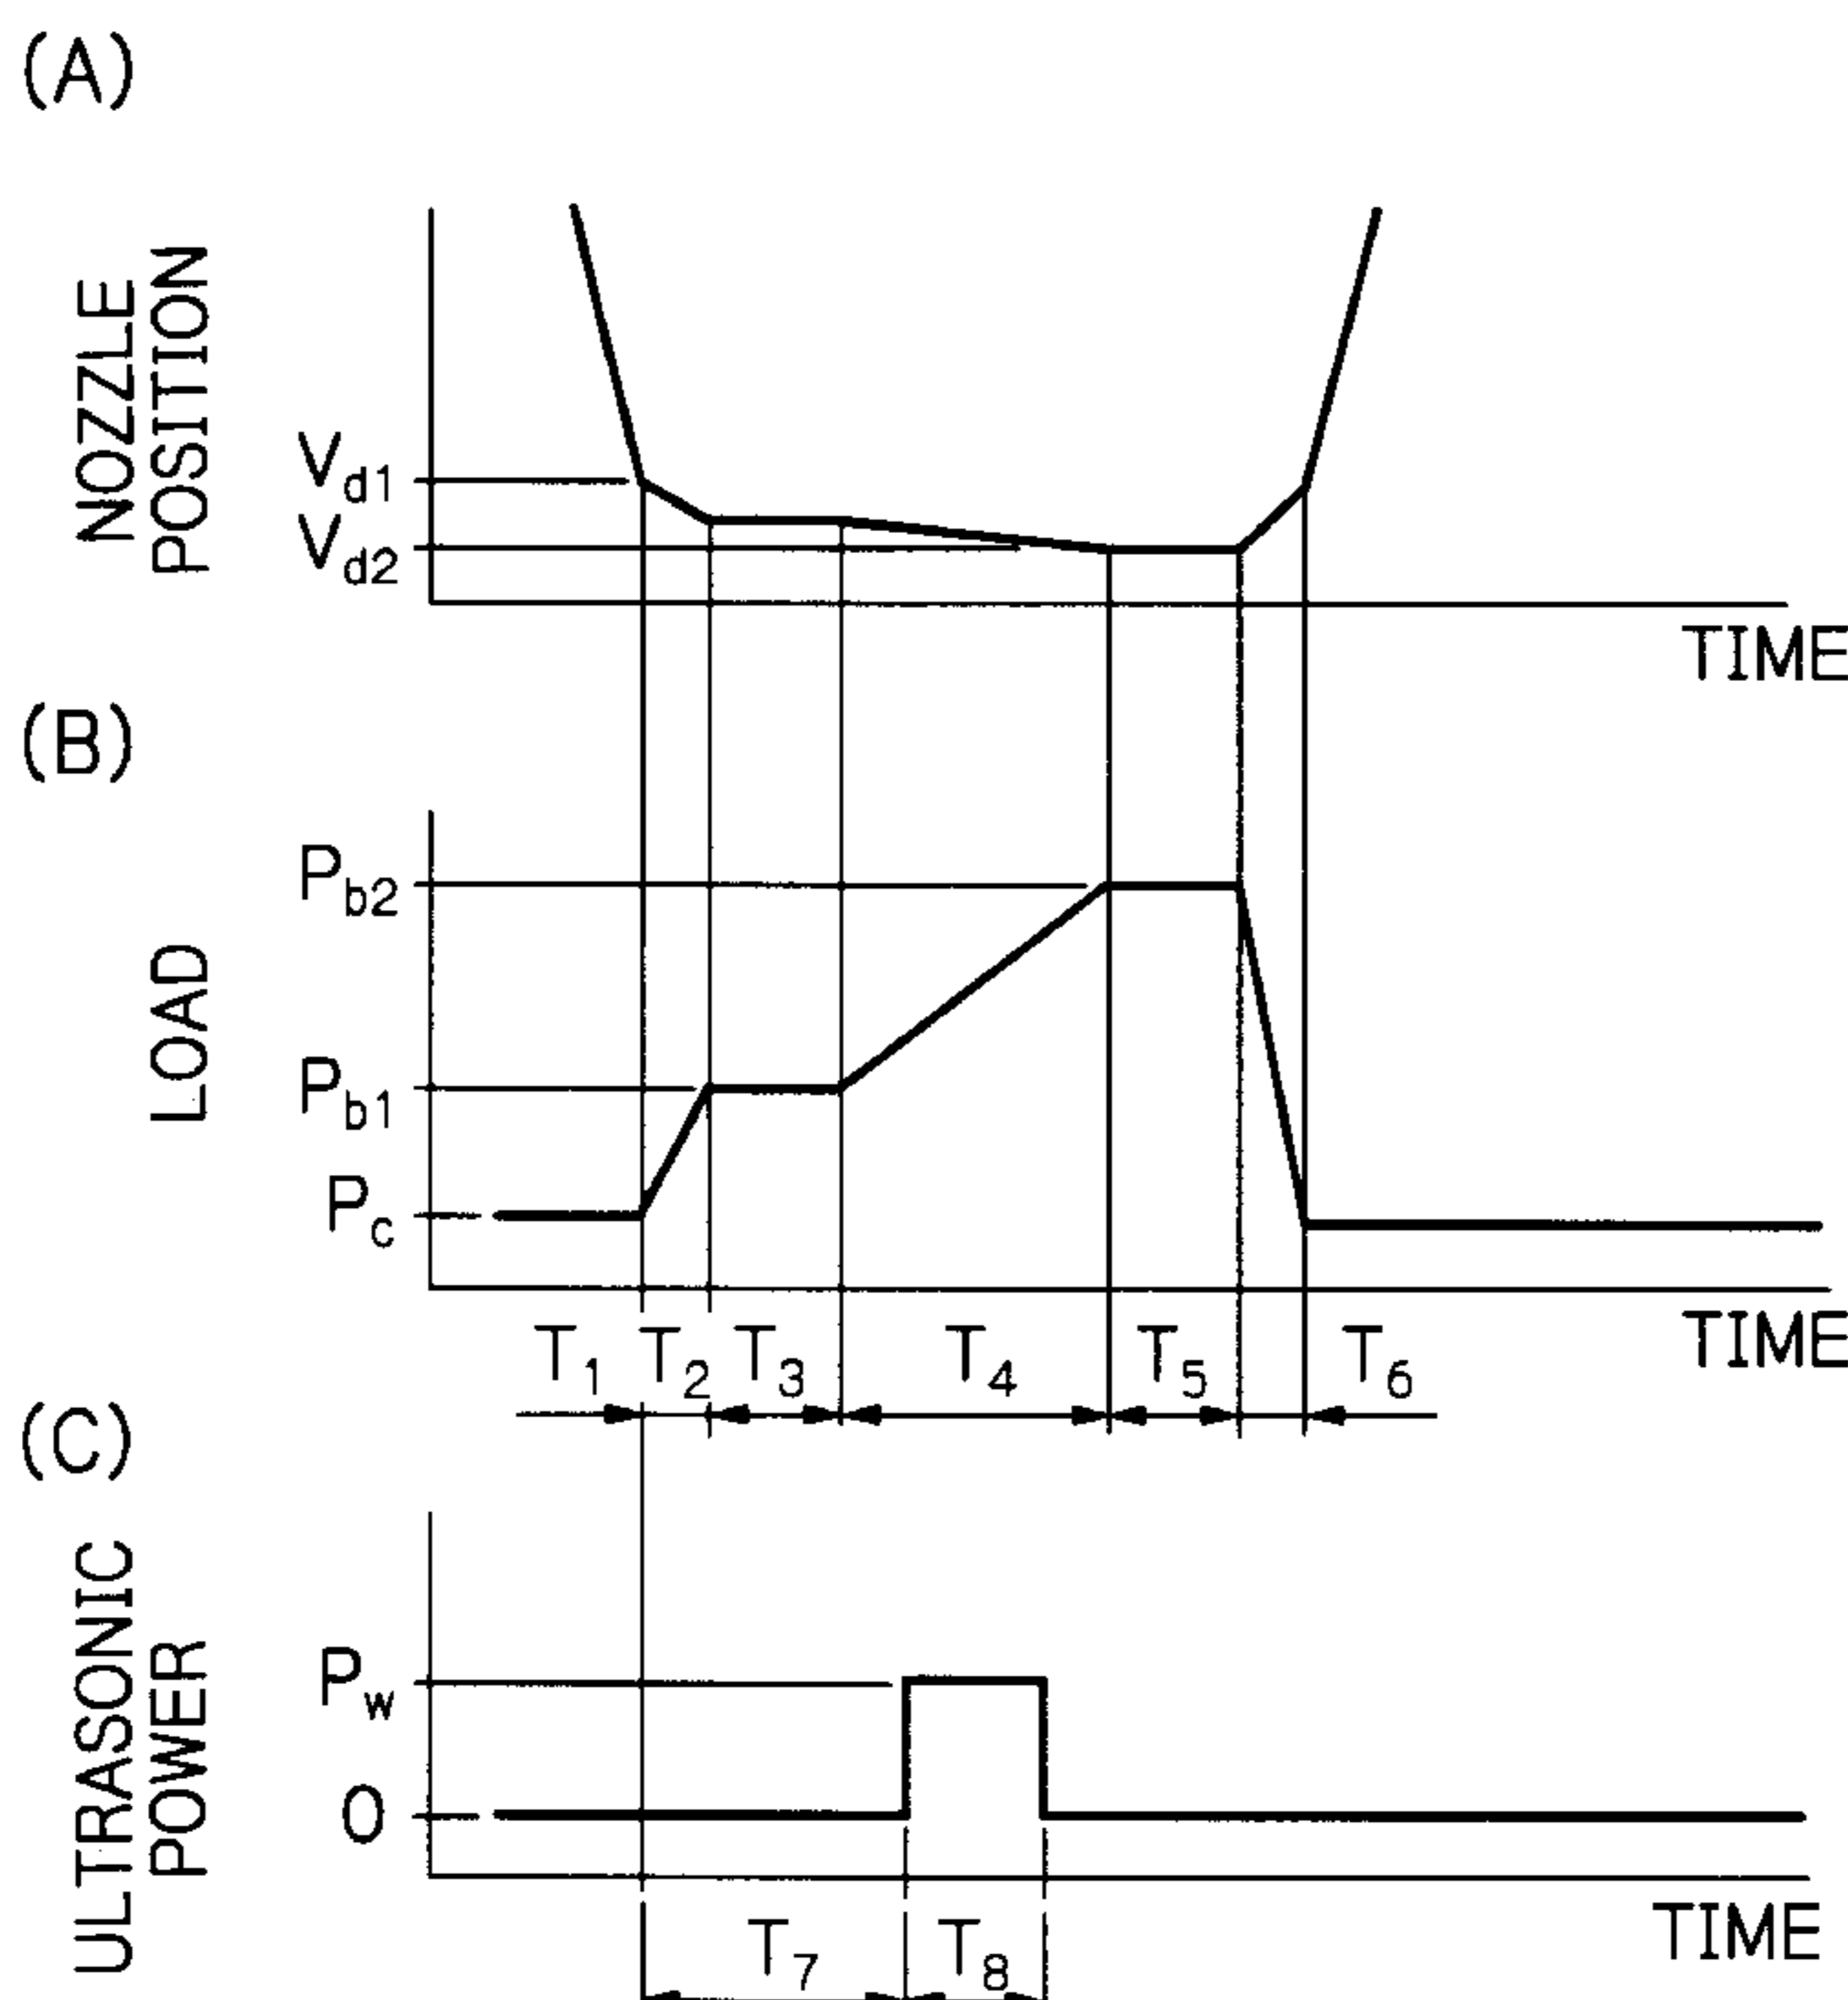 (A)
NOZZLE
POSITION
Vd1
Vd2
TIME
(B)
LOAD
Pb2
Pb1
Pc
TIME
T1 T2 T3 T4 T5 T6
(C)
ULTRASONIC
POWER
Pw
0
TIME
T7 T8